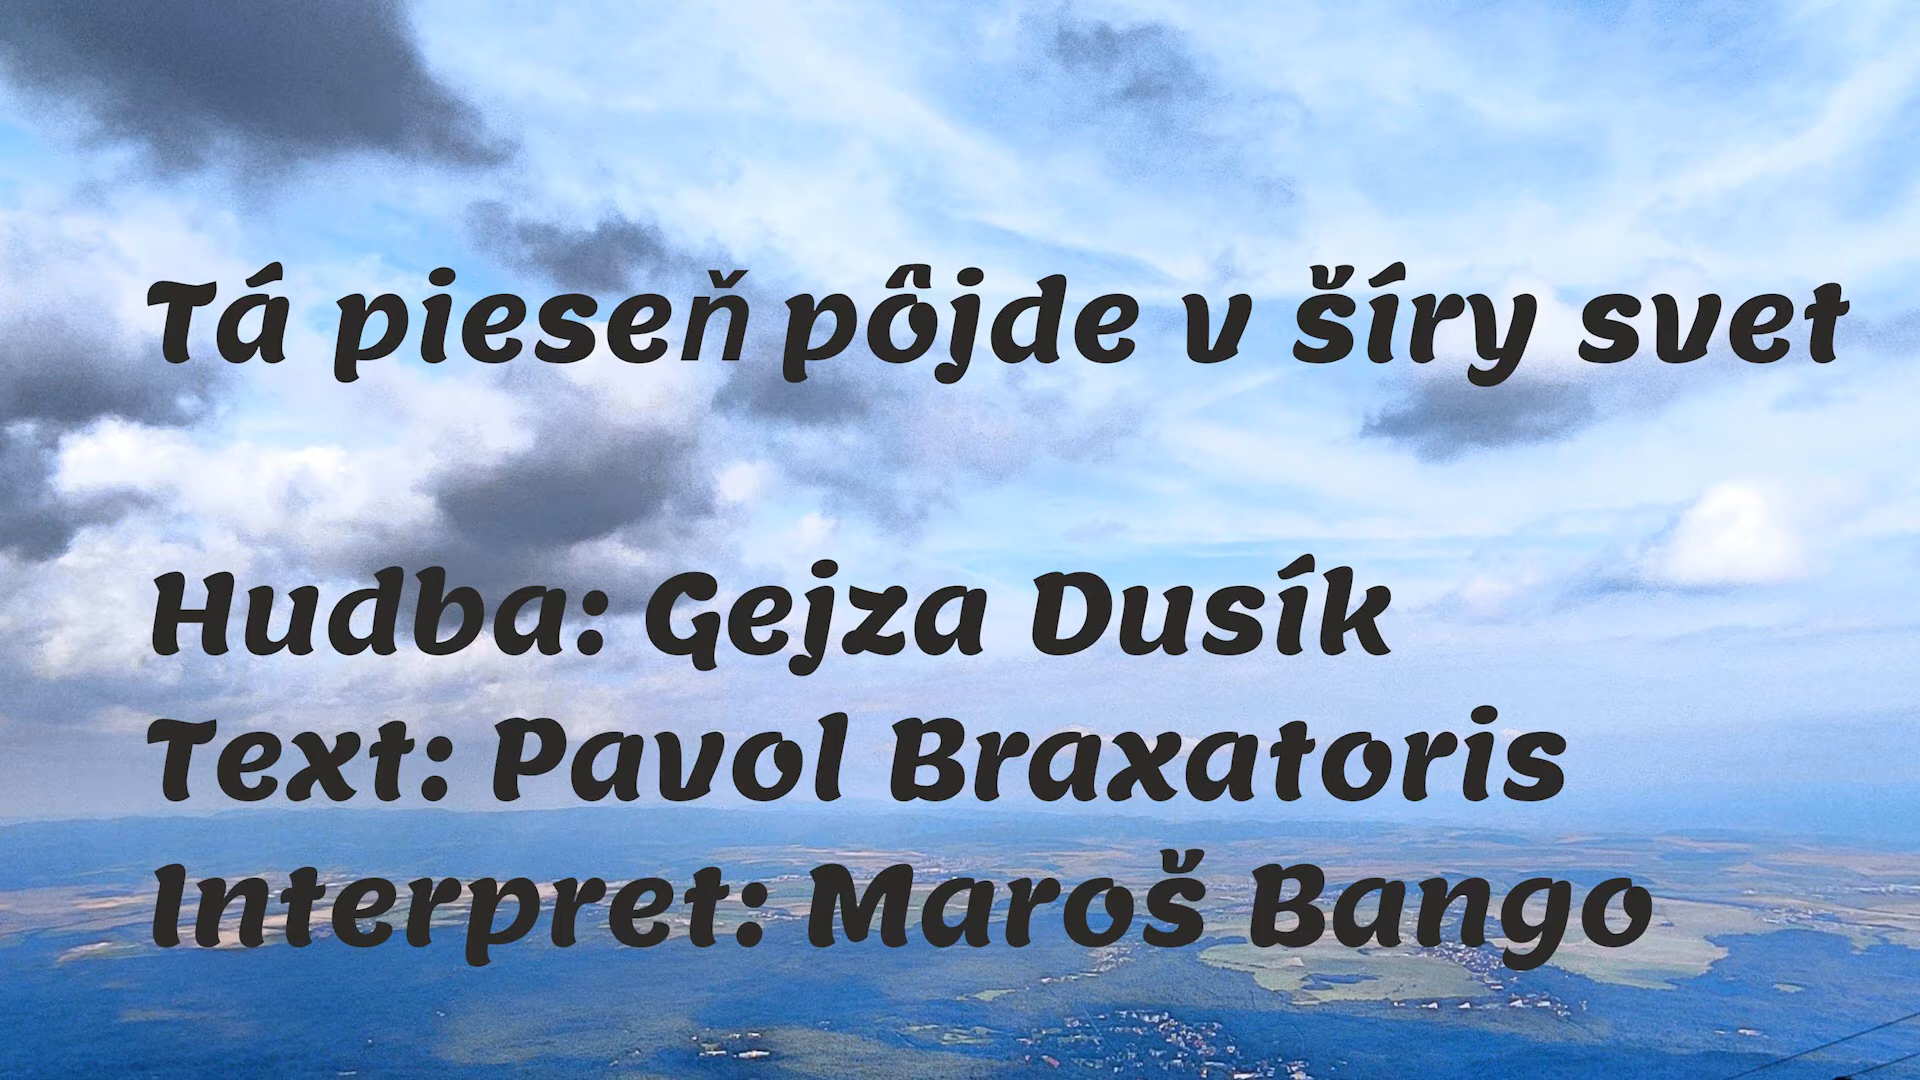 Tá pieseň pôjde v šíry svet
Hudba: Gejza Dusík
Text: Pavol Braxatoris
Interpret: Maroš Bango